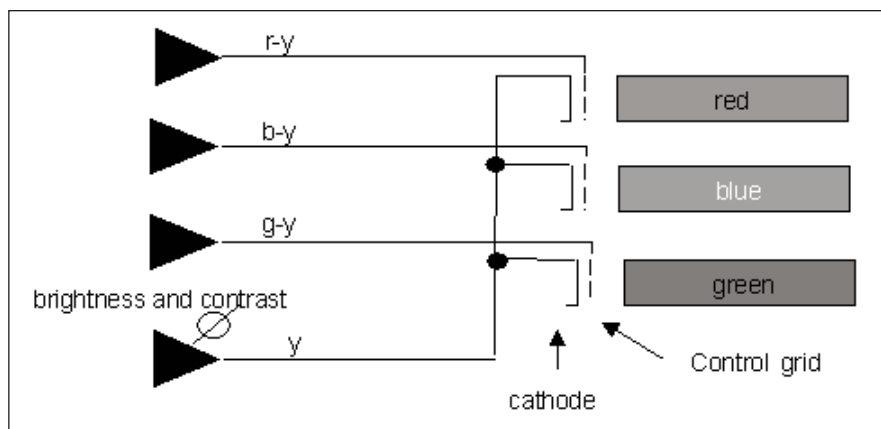 r-y
red
b-y
blue
g-y
green
brightness and contrast
y
Control grid
cathode